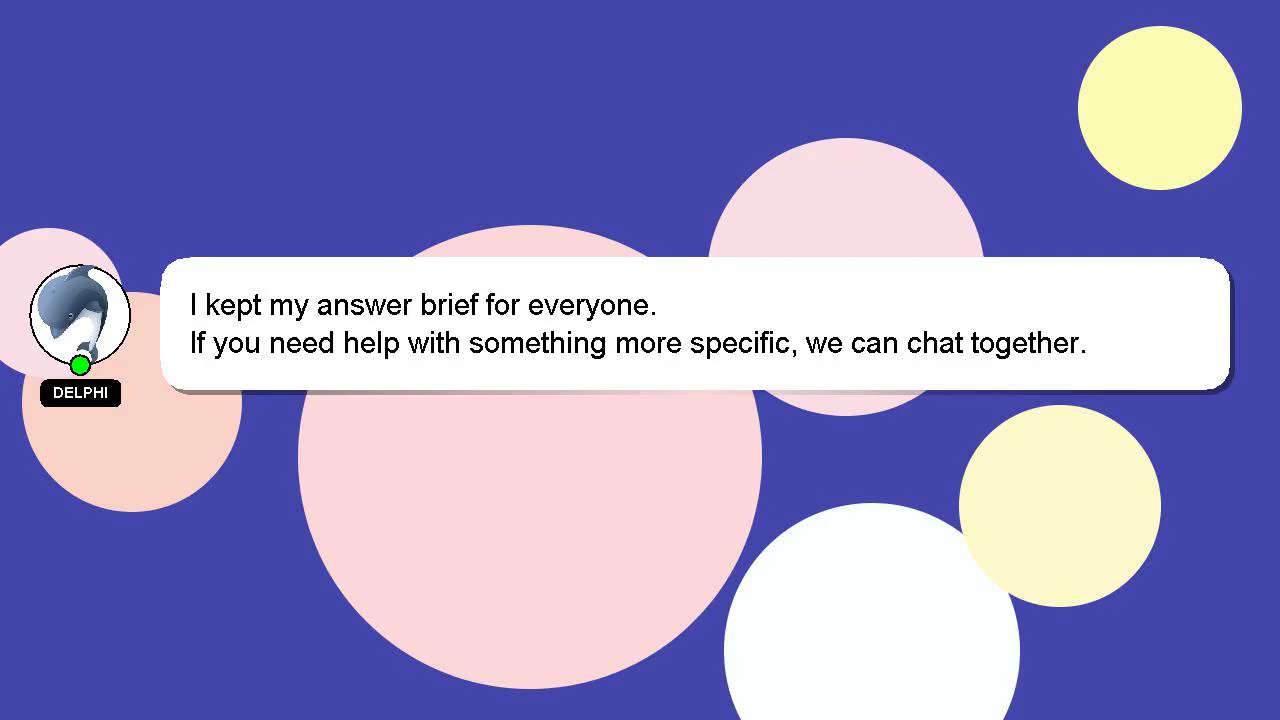 I kept my answer brief for everyone.
If you need help with something more specific, we can chat together.
DELPHI